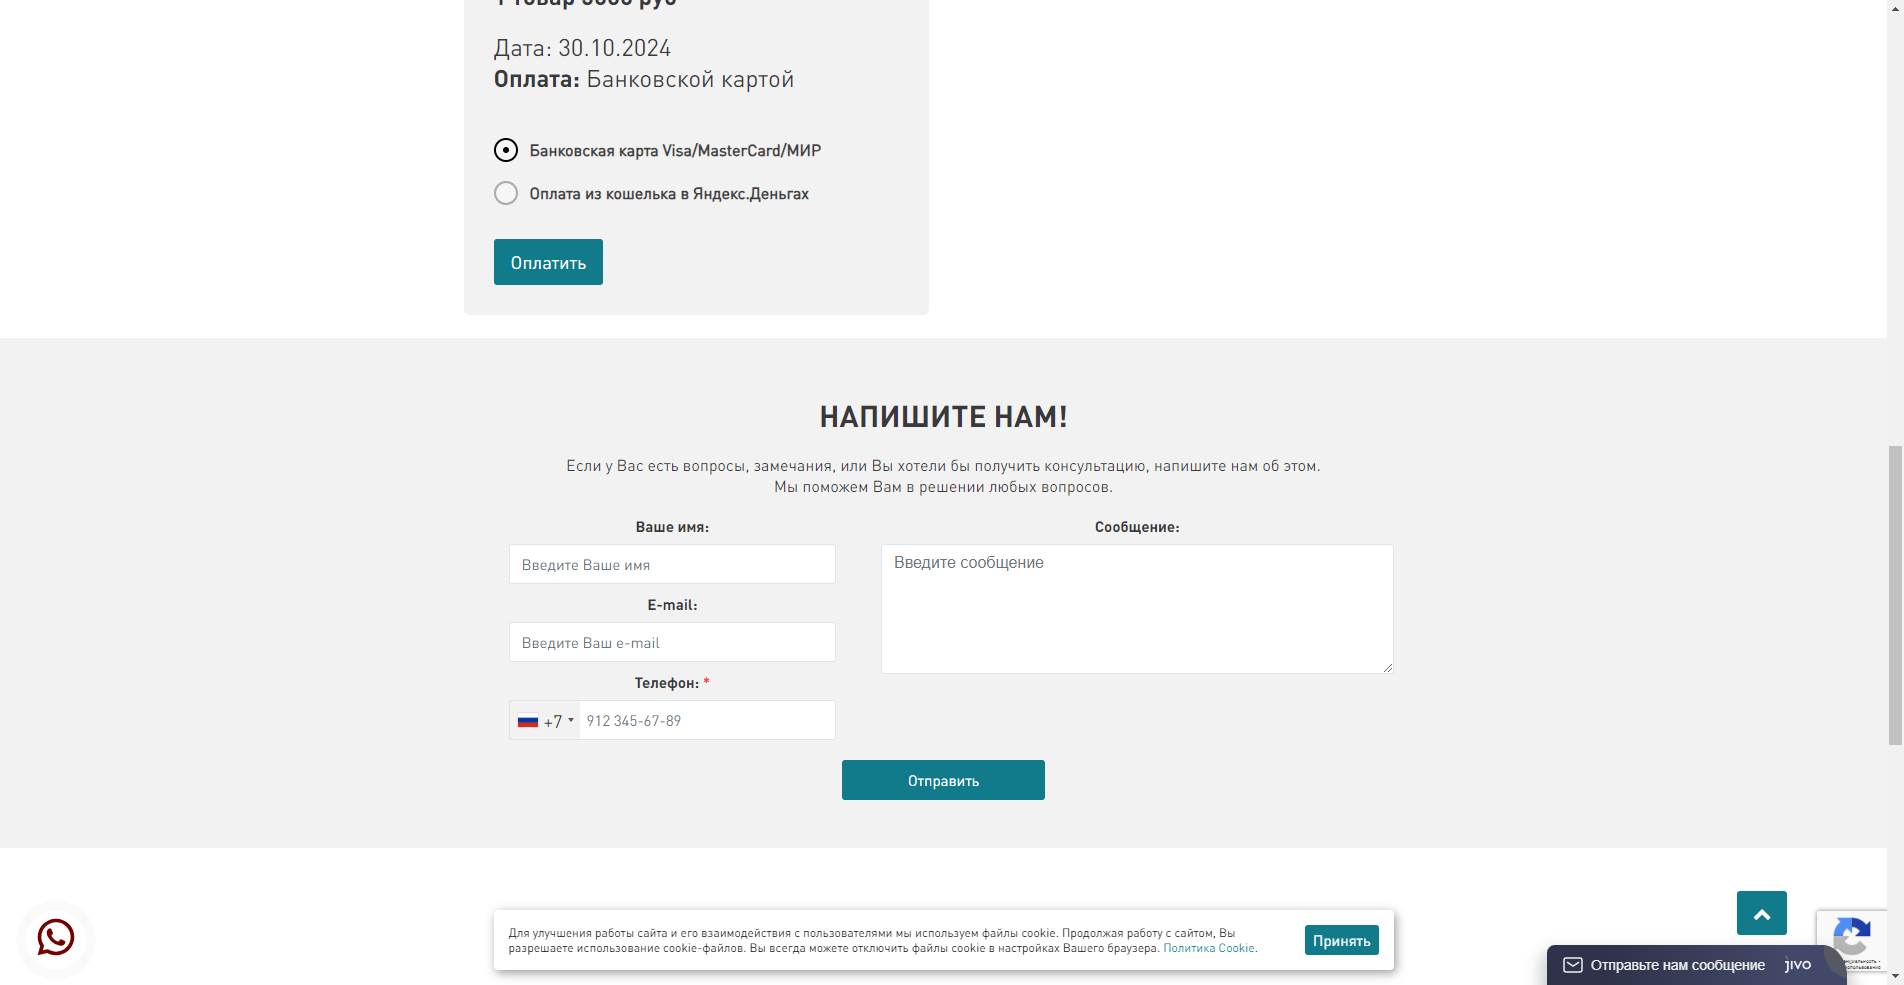 1 товар 5000 руб
Дата: 30.10.2024
Оплата: Банковской картой
Банковская карта Visa/MasterCard/МИР
Оплата из кошелька в Яндекс.Деньгах
Оплатить
НАПИШИТЕ НАМ!
Если у Вас есть вопросы, замечания, или Вы хотели бы получить консультацию, напишите нам об этом.
Мы поможем Вам в решении любых вопросов.
Ваше имя:
Введите Ваше имя
E-mail:
Введите Ваш e-mail
Телефон: *
+7 912 345-67-89
Сообщение:
Введите сообщение
Отправить
Для улучшения работы сайта и его взаимодействия с пользователями мы используем файлы cookie. Продолжая работу с сайтом, Вы
разрешаете использование cookie-файлов. Вы всегда можете отключить файлы cookie в настройках Вашего браузера. Политика Cookie.
Принять
Отправьте нам сообщение jivo